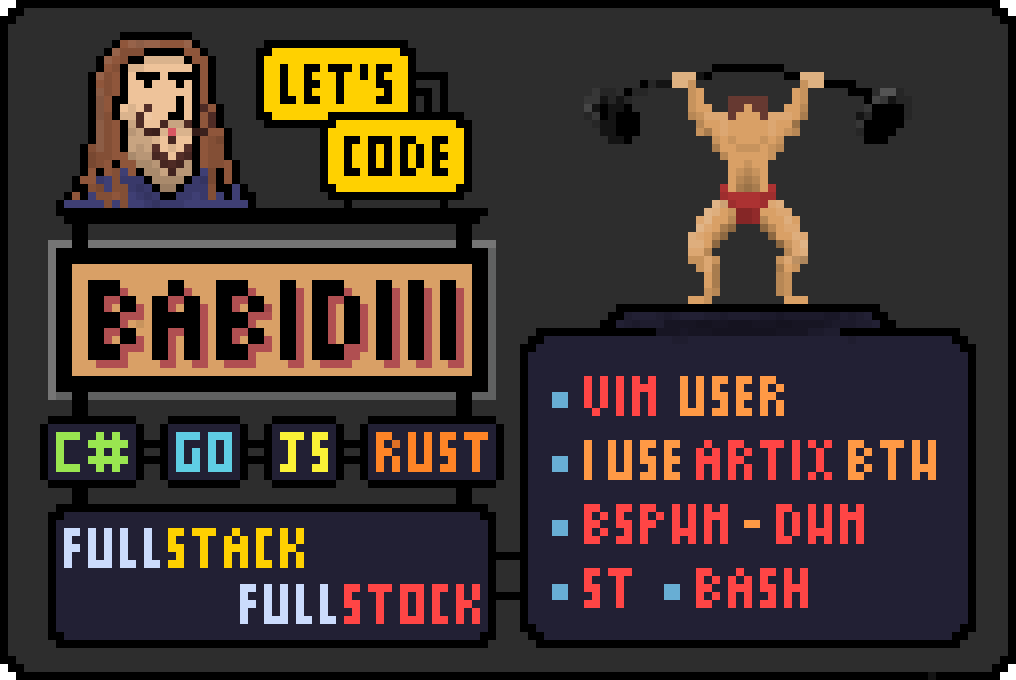 LET'S
CODE
BABIDIII
C# GO JS RUST
FULLSTACK
FULLSTOCK
VIM USER
I USE ARTIX BTW
BSPWM - DWM
ST BASH